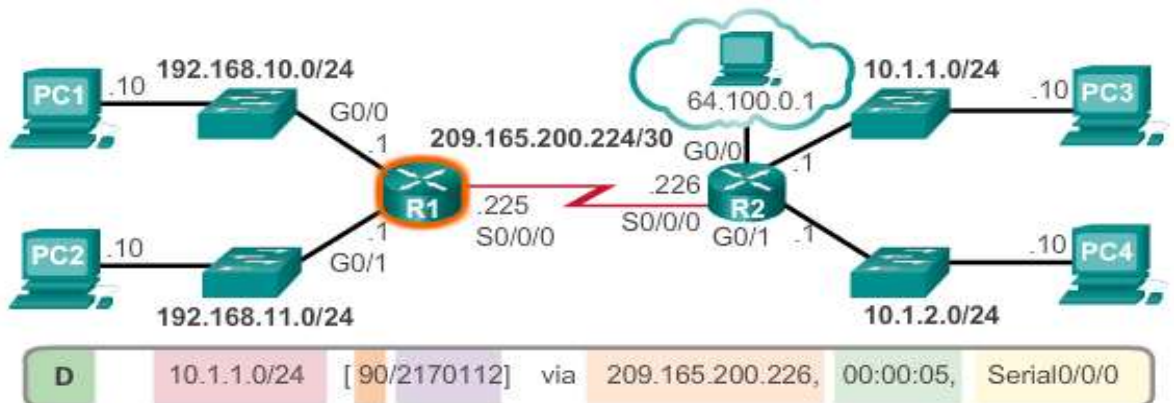 192.168.10.0/24
10.1.1.0/24
PC1
.10
G0/0
.1
64.100.0.1
.10
PC3
209.165.200.224/30
G0/0
.1
R1
.225
S0/0/0
.226
S0/0/0
R2
G0/1
.1
PC2
.10
.1
G0/1
.10
PC4
192.168.11.0/24
10.1.2.0/24
D 10.1.1.0/24 [ 90/2170112] via 209.165.200.226, 00:00:05, Serial0/0/0